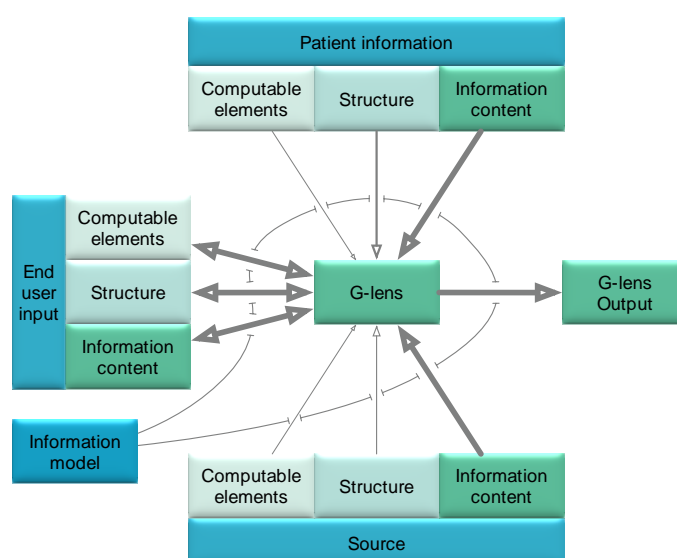 Patient information
Computable
elements
Structure
Information
content
End
user
input
Computable
elements
Structure
Information
content
G-lens
G-lens
Output
Information
model
Computable
elements
Structure
Information
content
Source